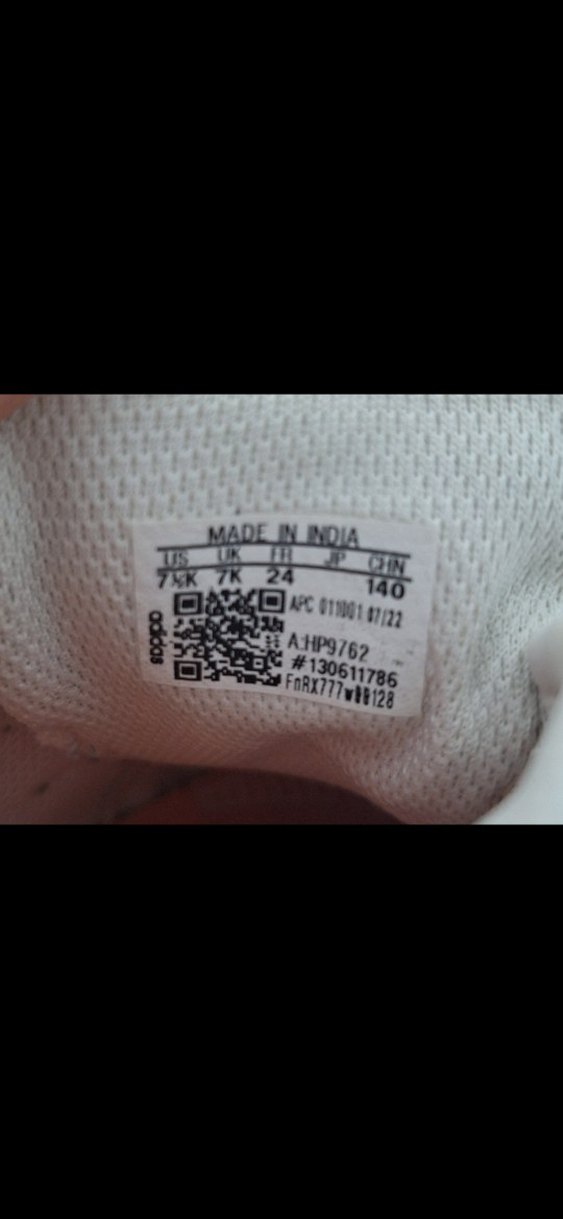 MADE IN INDIA
US UK FR JP CHN
7½K 7K 24 140
APC 011001 07/22
adidas
A:HP9762
#130611786